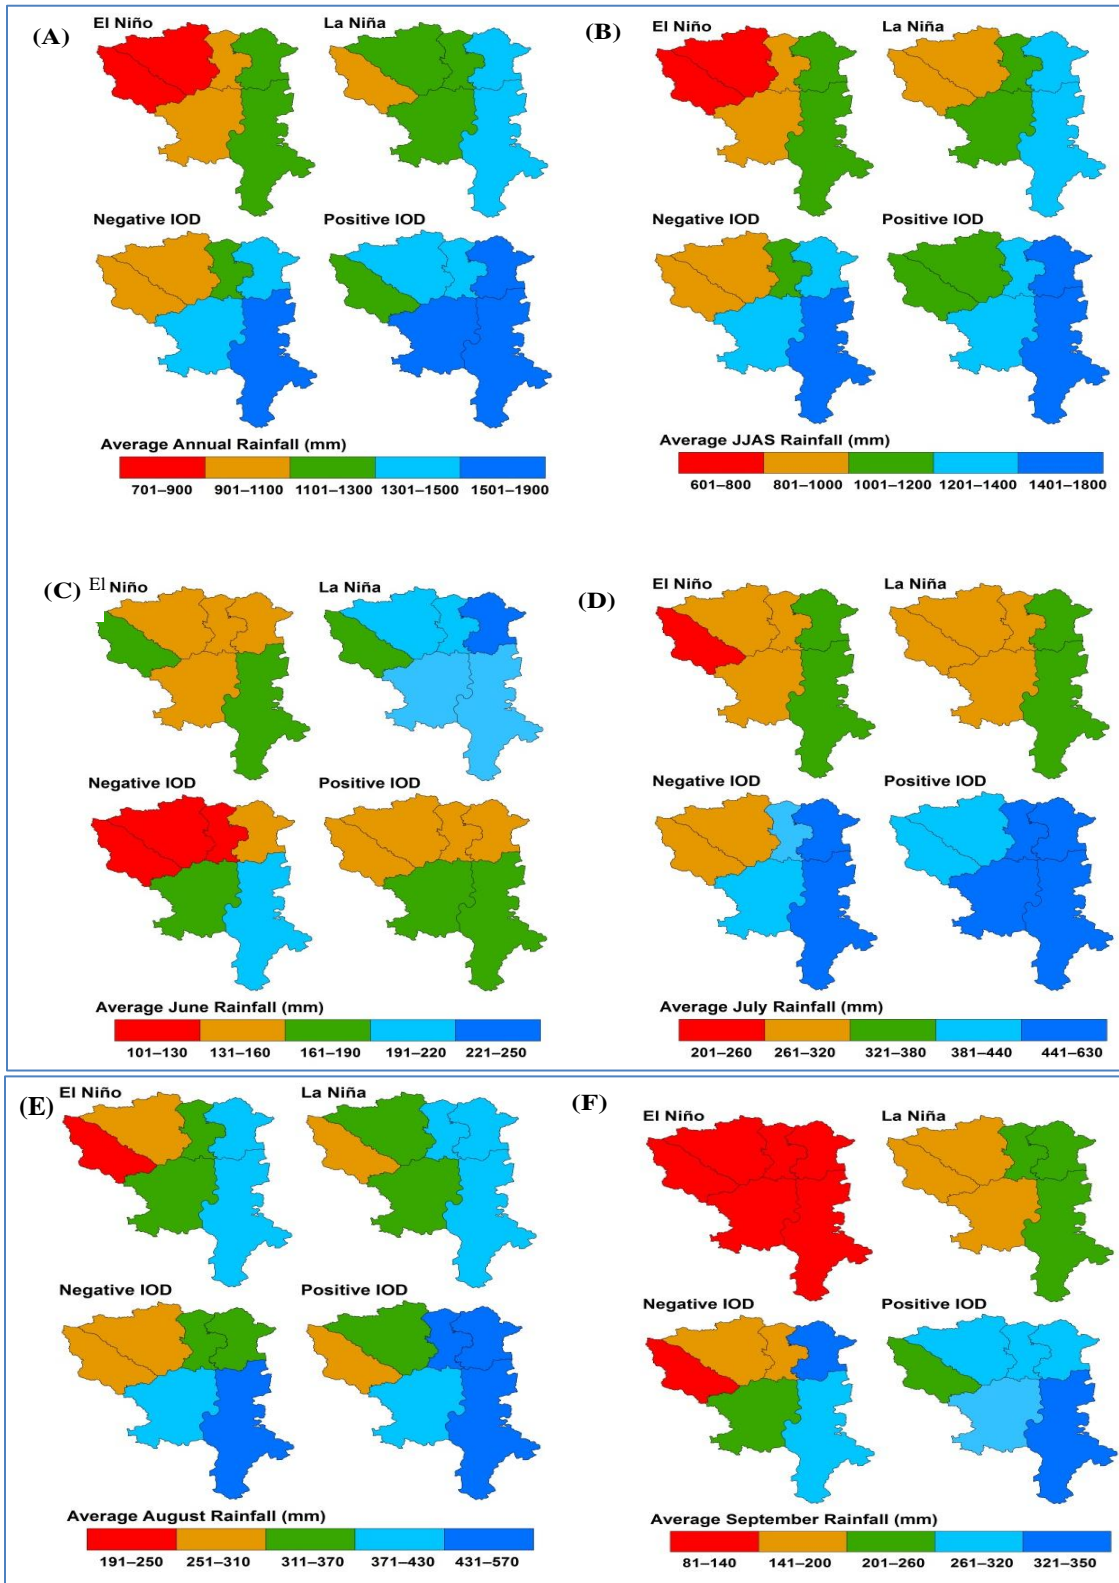 (A)
El Niño
La Niña
Negative IOD
Positive IOD
Average Annual Rainfall (mm)
701–900 901–1100 1101–1300 1301–1500 1501–1900
(B)
El Niño
La Niña
Negative IOD
Positive IOD
Average JJAS Rainfall (mm)
601–800 801–1000 1001–1200 1201–1400 1401–1800
(C)
El Niño
La Niña
Negative IOD
Positive IOD
Average June Rainfall (mm)
101–130 131–160 161–190 191–220 221–250
(D)
El Niño
La Niña
Negative IOD
Positive IOD
Average July Rainfall (mm)
201–260 261–320 321–380 381–440 441–630
(E)
El Niño
La Niña
Negative IOD
Positive IOD
Average August Rainfall (mm)
191–250 251–310 311–370 371–430 431–570
(F)
El Niño
La Niña
Negative IOD
Positive IOD
Average September Rainfall (mm)
81–140 141–200 201–260 261–320 321–350